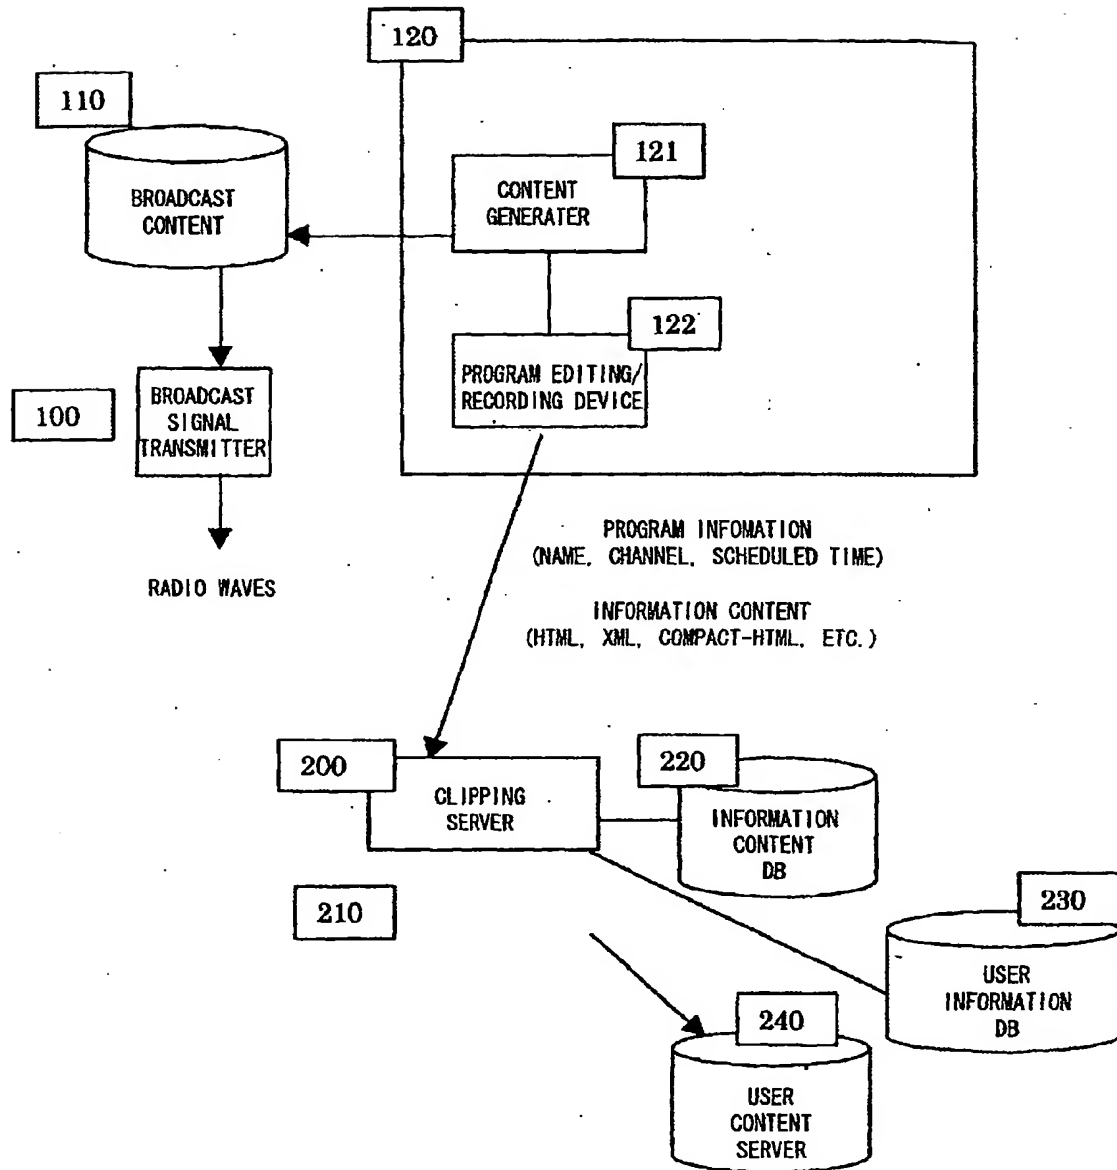 120
110
121
BROADCAST
CONTENT
CONTENT
GENERATER
122
PROGRAM EDITING/
RECORDING DEVICE
100
BROADCAST
SIGNAL
TRANSMITTER
RADIO WAVES
PROGRAM INFOMATION
(NAME, CHANNEL, SCHEDULED TIME)
INFORMATION CONTENT
(HTML, XML, COMPACT-HTML, ETC.)
200
CLIPPING
SERVER
220
INFORMATION
CONTENT
DB
210
230
USER
INFORMATION
DB
240
USER
CONTENT
SERVER